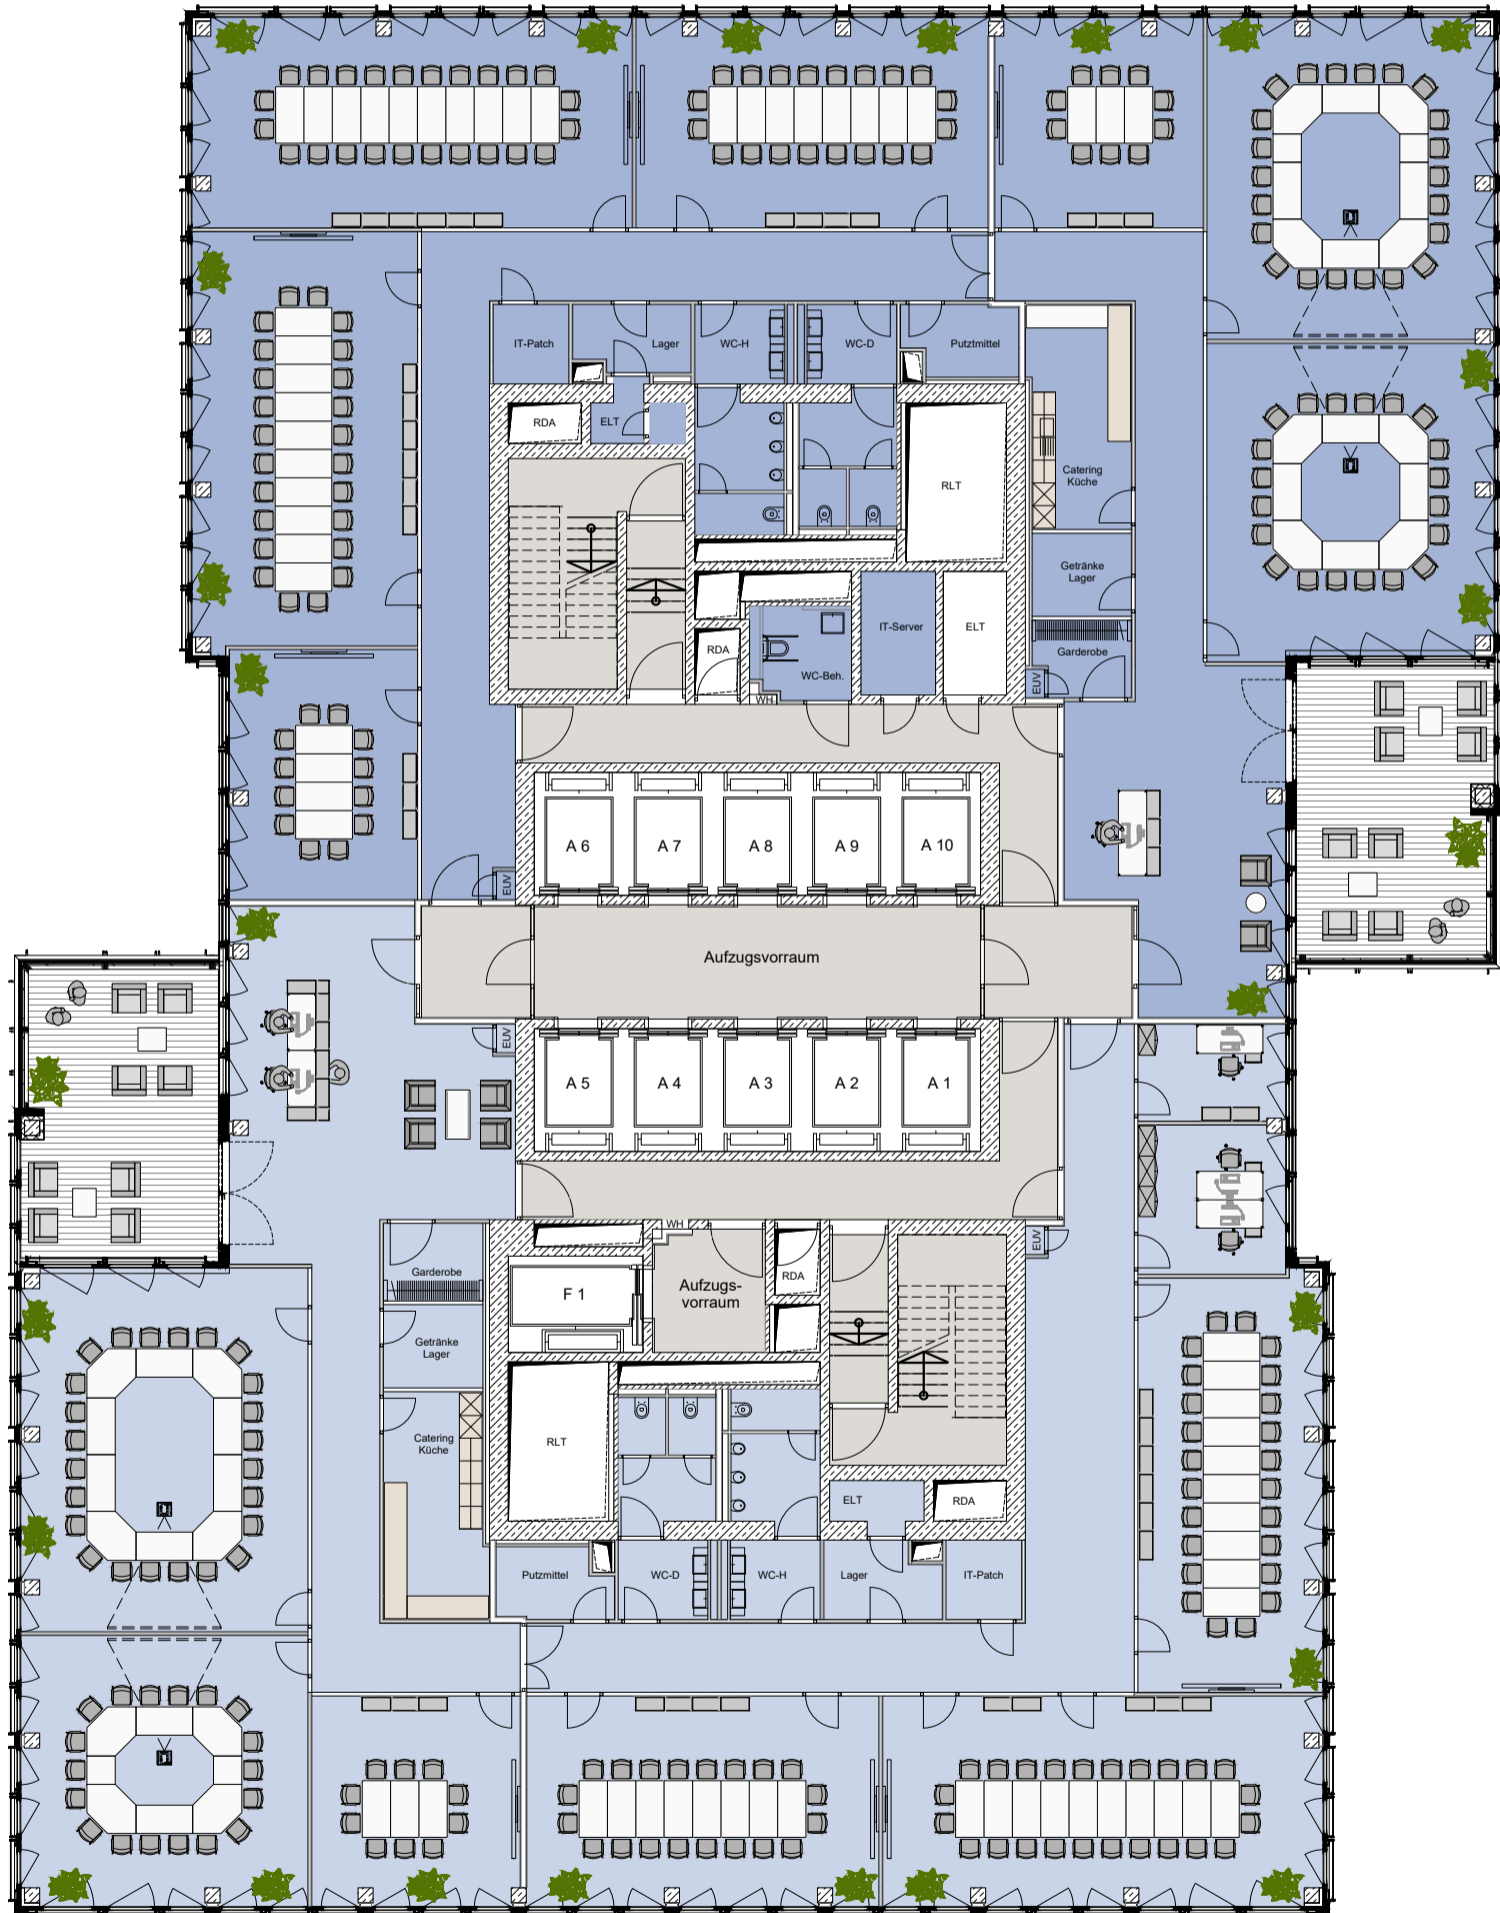 IT-Patch
Lager
WC-H
WC-D
Putztmittel
RDA
ELT
RLT
Catering
Küche
Getränke
Lager
IT-Server
ELT
RDA
Garderobe
WC-Beh.
EUV
WH
A 6
A 7
A 8
A 9
A 10
EUV
Aufzugsvorraum
EUV
A 5
A 4
A 3
A 2
A 1
WH
EUV
Garderobe
F 1
Aufzugs-
vorraum
RDA
Getränke
Lager
Catering
Küche
RLT
ELT
RDA
Putzmittel
WC-D
WC-H
Lager
IT-Patch